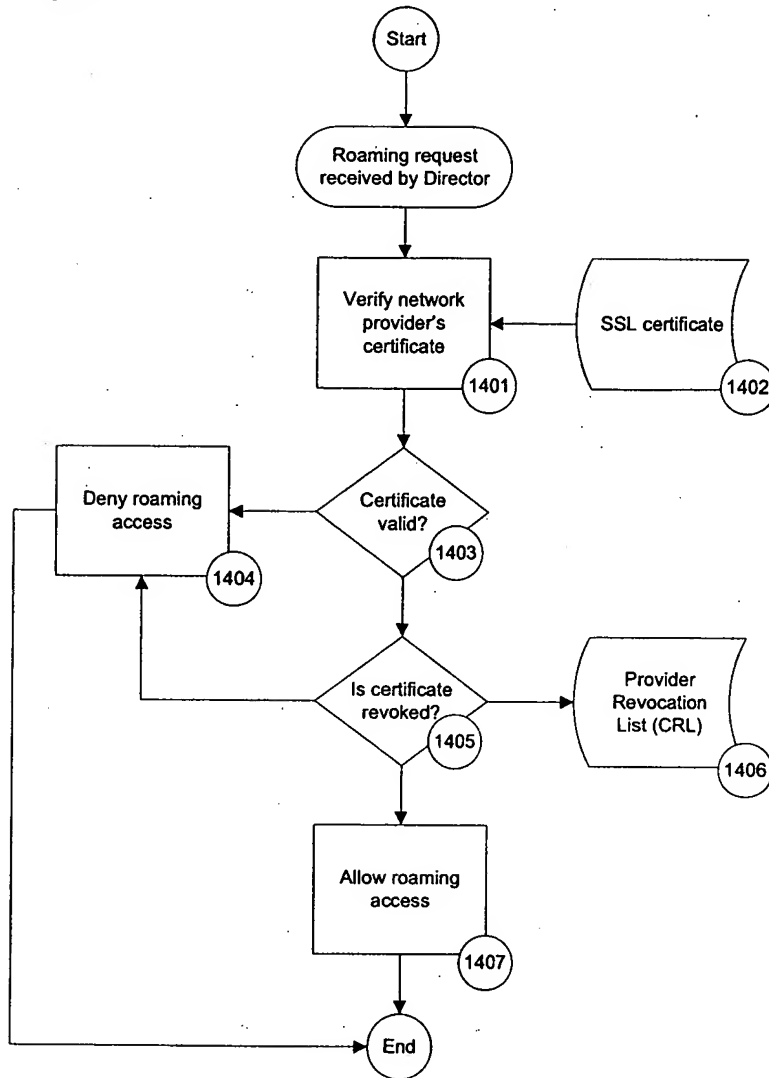 Start
Roaming request
received by Director
Verify network
provider's
certificate
1401
SSL certificate
1402
Certificate
valid?
1403
Deny roaming
access
1404
Is certificate
revoked?
1405
Provider
Revocation
List (CRL)
1406
Allow roaming
access
1407
End